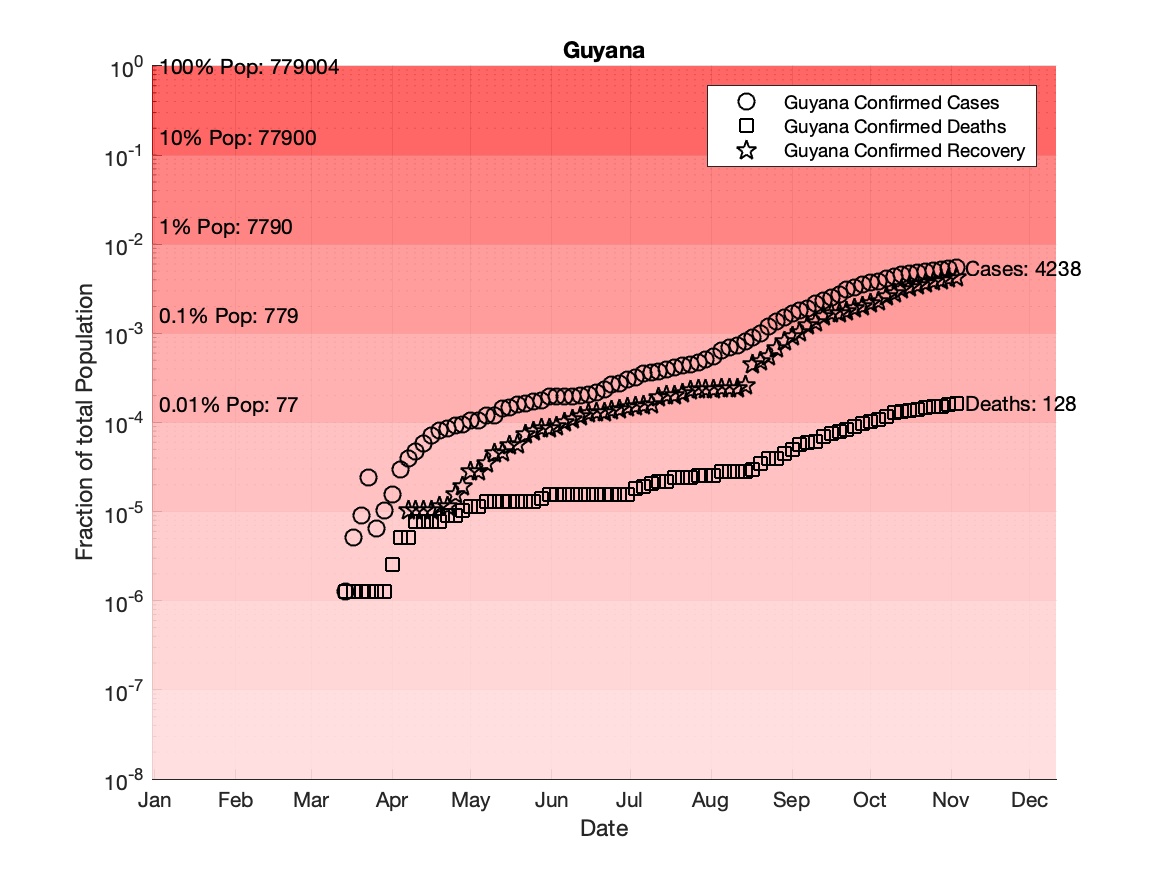 Guyana
10^0
100% Pop: 779004
Guyana Confirmed Cases
Guyana Confirmed Deaths
Guyana Confirmed Recovery
10% Pop: 77900
10^-1
1% Pop: 7790
10^-2
Cases: 4238
0.1% Pop: 779
10^-3
0.01% Pop: 77
Deaths: 128
10^-4
10^-5
10^-6
10^-7
10^-8
Fraction of total Population
Jan Feb Mar Apr May Jun Jul Aug Sep Oct Nov Dec
Date